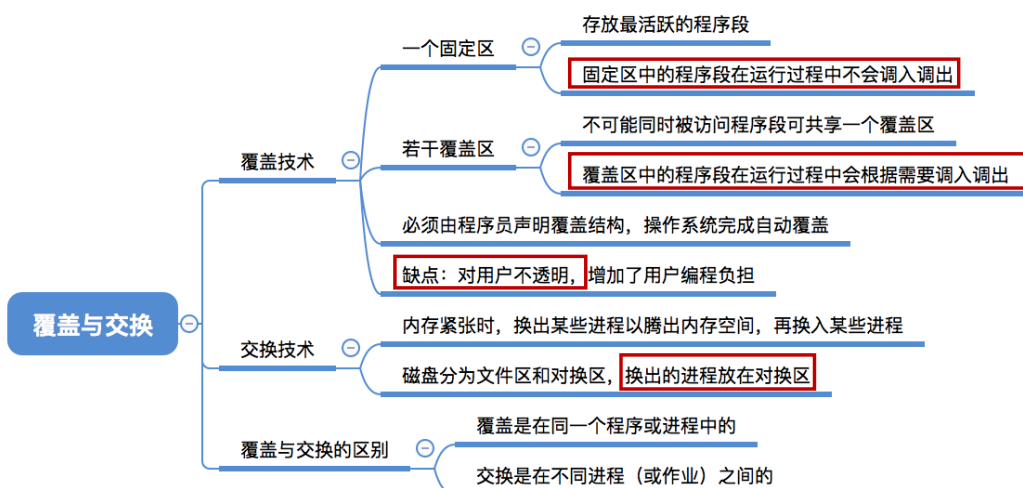 覆盖与交换
覆盖技术
一个固定区
存放最活跃的程序段
固定区中的程序段在运行过程中不会调入调出
若干覆盖区
不可能同时被访问程序段可共享一个覆盖区
覆盖区中的程序段在运行过程中会根据需要调入调出
必须由程序员声明覆盖结构，操作系统完成自动覆盖
缺点：对用户不透明，增加了用户编程负担
交换技术
内存紧张时，换出某些进程以腾出内存空间，再换入某些进程
磁盘分为文件区和对换区，换出的进程放在对换区
覆盖与交换的区别
覆盖是在同一个程序或进程中的
交换是在不同进程（或作业）之间的